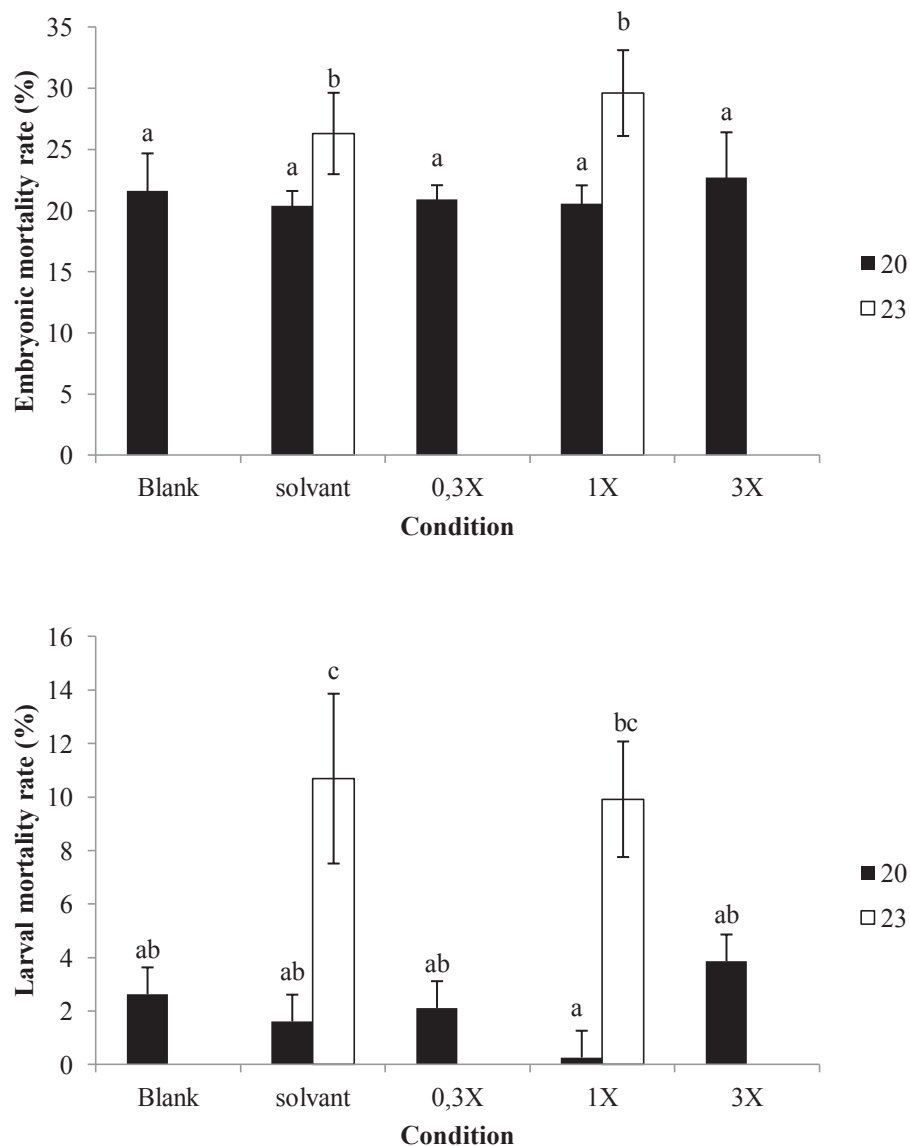 35
30
25
20
15
10
5
0
Embryonic mortality rate (%)
a
a
b
a
a
b
a
Blank
solvant
0,3X
1X
3X
Condition
20
23
16
14
12
10
8
6
4
2
0
Larval mortality rate (%)
ab
ab
c
ab
a
bc
ab
Blank
solvant
0,3X
1X
3X
Condition
20
23